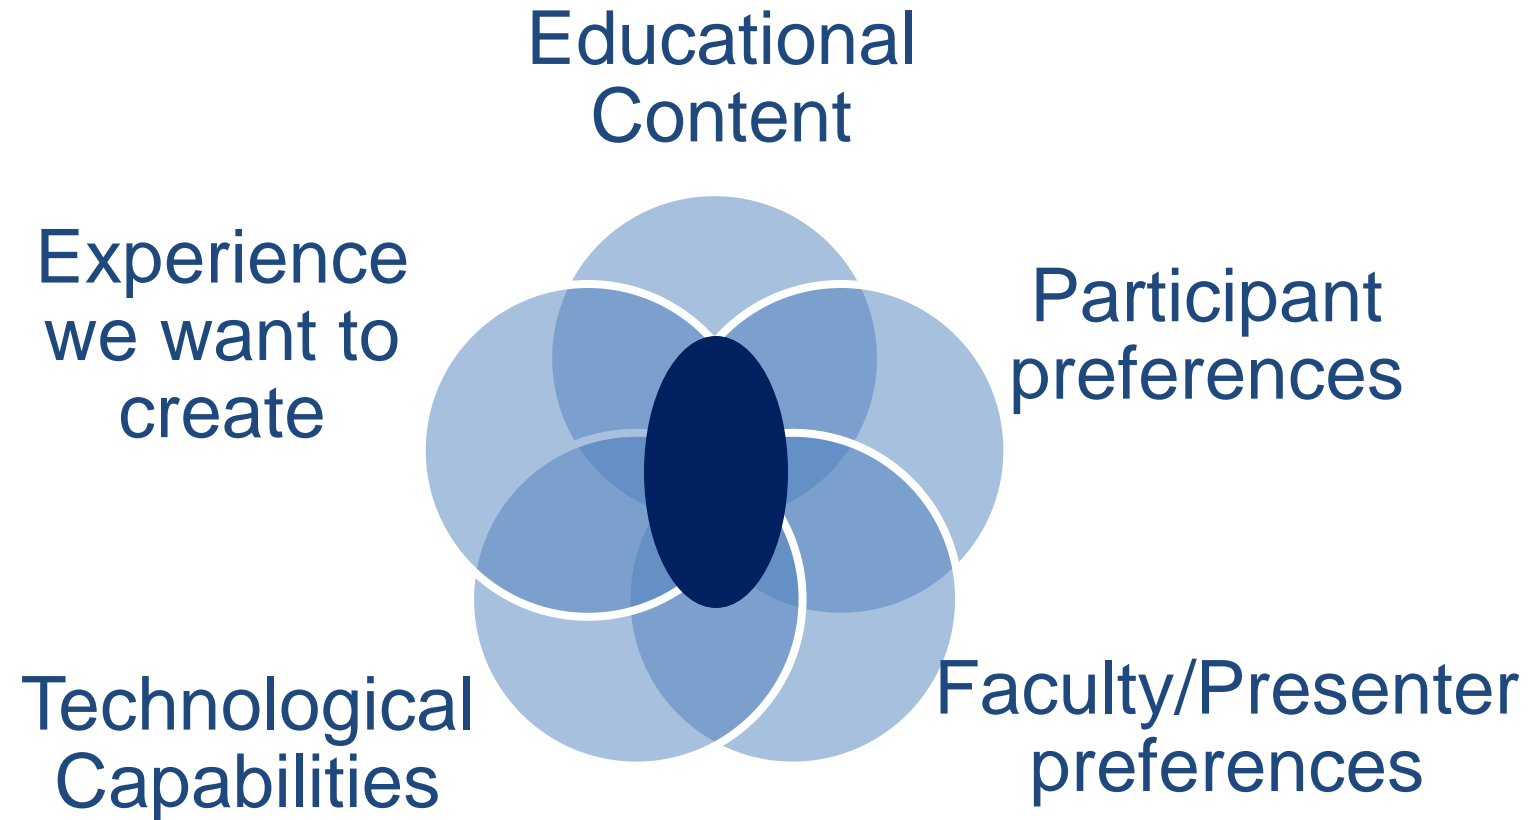 Educational
Content
Experience
we want to
create
Participant
preferences
Technological
Capabilities
Faculty/Presenter
preferences